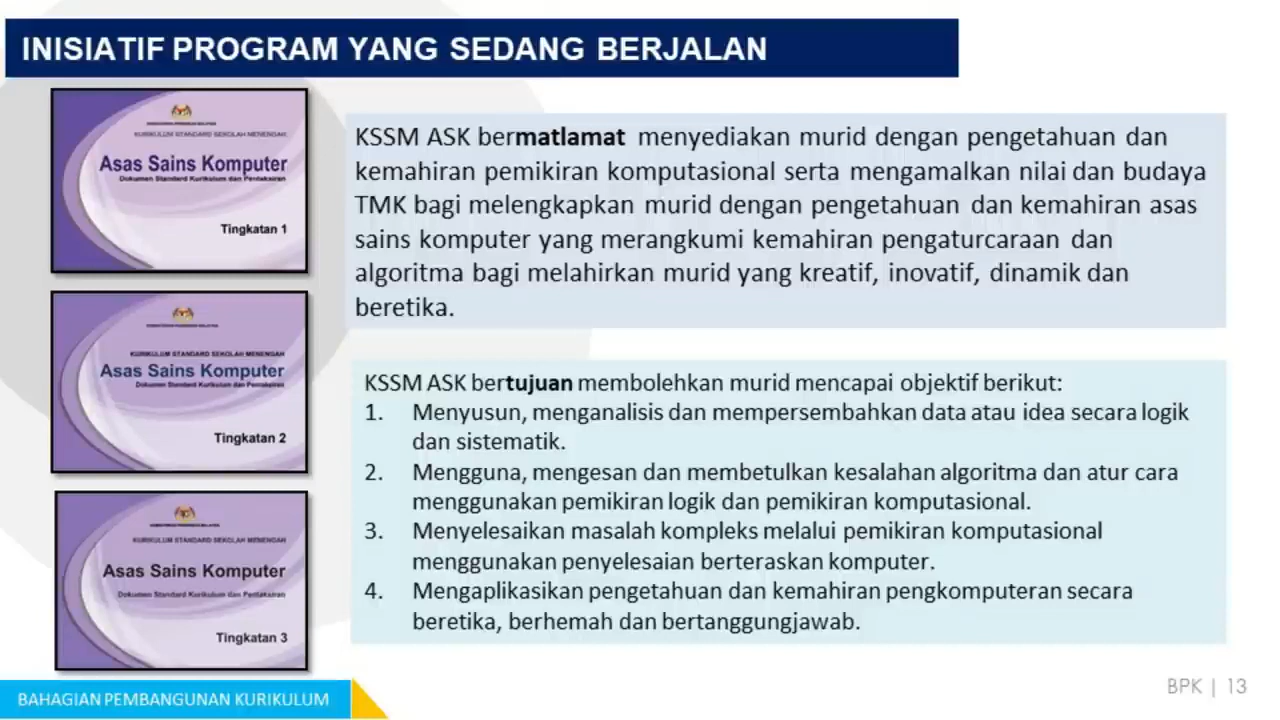 INISIATIF PROGRAM YANG SEDANG BERJALAN
KURIKULUM STANDARD SEKOLAH MENENGAH
Asas Sains Komputer
Dokumen Standard Kurikulum dan Pentaksiran
Tingkatan 1
KURIKULUM STANDARD SEKOLAH MENENGAH
Asas Sains Komputer
Dokumen Standard Kurikulum dan Pentaksiran
Tingkatan 2
KURIKULUM STANDARD SEKOLAH MENENGAH
Asas Sains Komputer
Dokumen Standard Kurikulum dan Pentaksiran
Tingkatan 3
KSSM ASK bermatlamat menyediakan murid dengan pengetahuan dan
kemahiran pemikiran komputasional serta mengamalkan nilai dan budaya
TMK bagi melengkapkan murid dengan pengetahuan dan kemahiran asas
sains komputer yang merangkumi kemahiran pengaturcaraan dan
algoritma bagi melahirkan murid yang kreatif, inovatif, dinamik dan
beretika.
KSSM ASK bertujuan membolehkan murid mencapai objektif berikut:
1. Menyusun, menganalisis dan mempersembahkan data atau idea secara logik
dan sistematik.
2. Mengguna, mengesan dan membetulkan kesalahan algoritma dan atur cara
menggunakan pemikiran logik dan pemikiran komputasional.
3. Menyelesaikan masalah kompleks melalui pemikiran komputasional
menggunakan penyelesaian berteraskan komputer.
4. Mengaplikasikan pengetahuan dan kemahiran pengkomputeran secara
beretika, berhemah dan bertanggungjawab.
BAHAGIAN PEMBANGUNAN KURIKULUM
BPK | 13